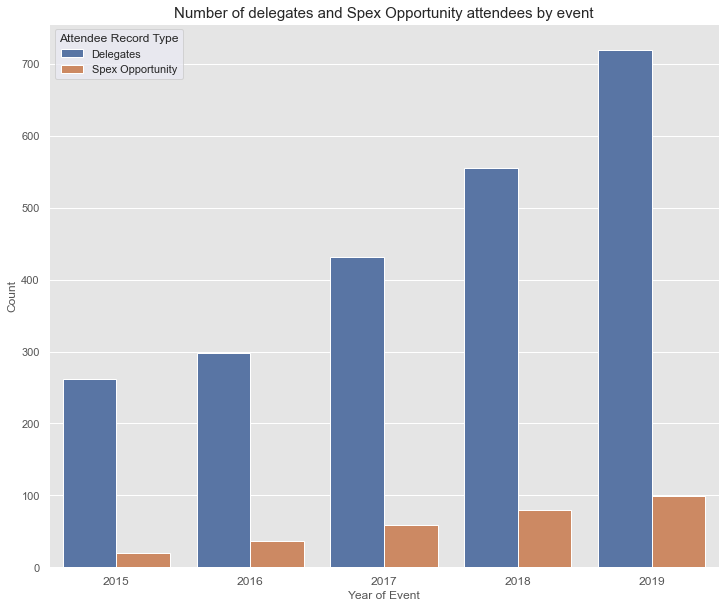 Number of delegates and Spex Opportunity attendees by event
Attendee Record Type
Delegates
Spex Opportunity
700
600
500
400
300
200
100
0
Count
2015 2016 2017 2018 2019
Year of Event